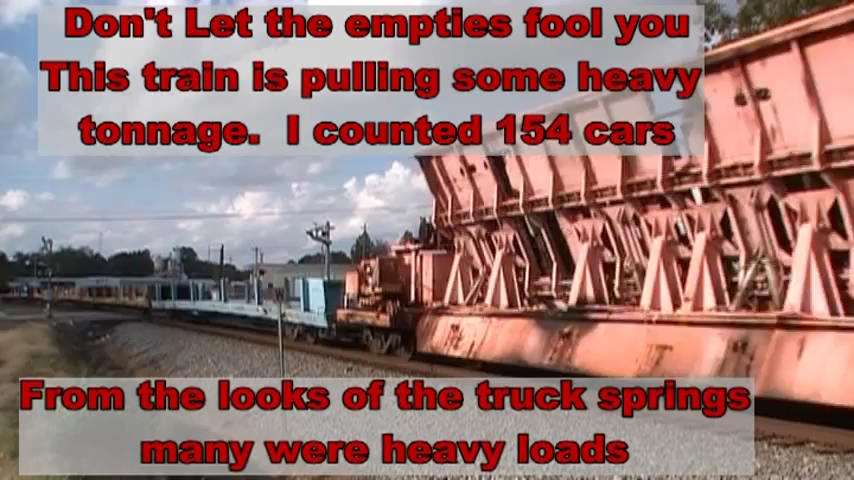 Don't Let the empties fool you
This train is pulling some heavy
tonnage. I counted 154 cars
From the looks of the truck springs
many were heavy loads